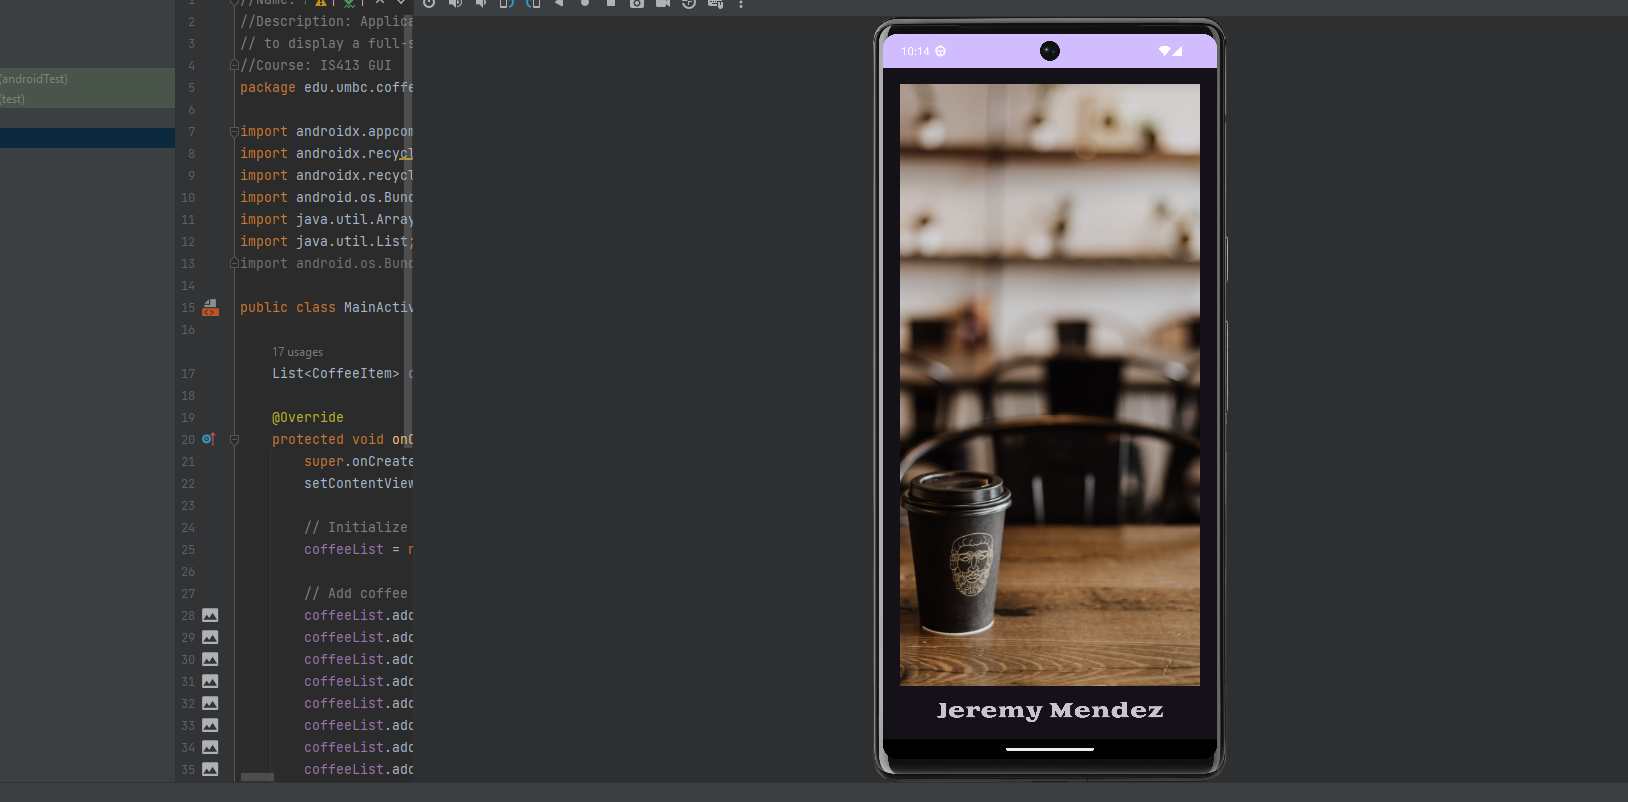 (androidTest)
(test)
1 //Name:
2 //Description: Applica
3 // to display a full-s
4 //Course: IS413 GUI
5 package edu.umbc.coffe
6
7 import androidx.appcom
8 import androidx.recycl
9 import androidx.recycl
10 import android.os.Bund
11 import java.util.Array
12 import java.util.List;
13 import android.os.Bund
14
15 public class MainActiv
16
17 usages
17 List<CoffeeItem> c
18
19 @Override
20 protected void onC
21 super.onCreate
22 setContentView
23
24 // Initialize
25 coffeeList = n
26
27 // Add coffee
28 coffeeList.add
29 coffeeList.add
30 coffeeList.add
31 coffeeList.add
32 coffeeList.add
33 coffeeList.add
34 coffeeList.add
35 coffeeList.add
10:14
Jeremy Mendez